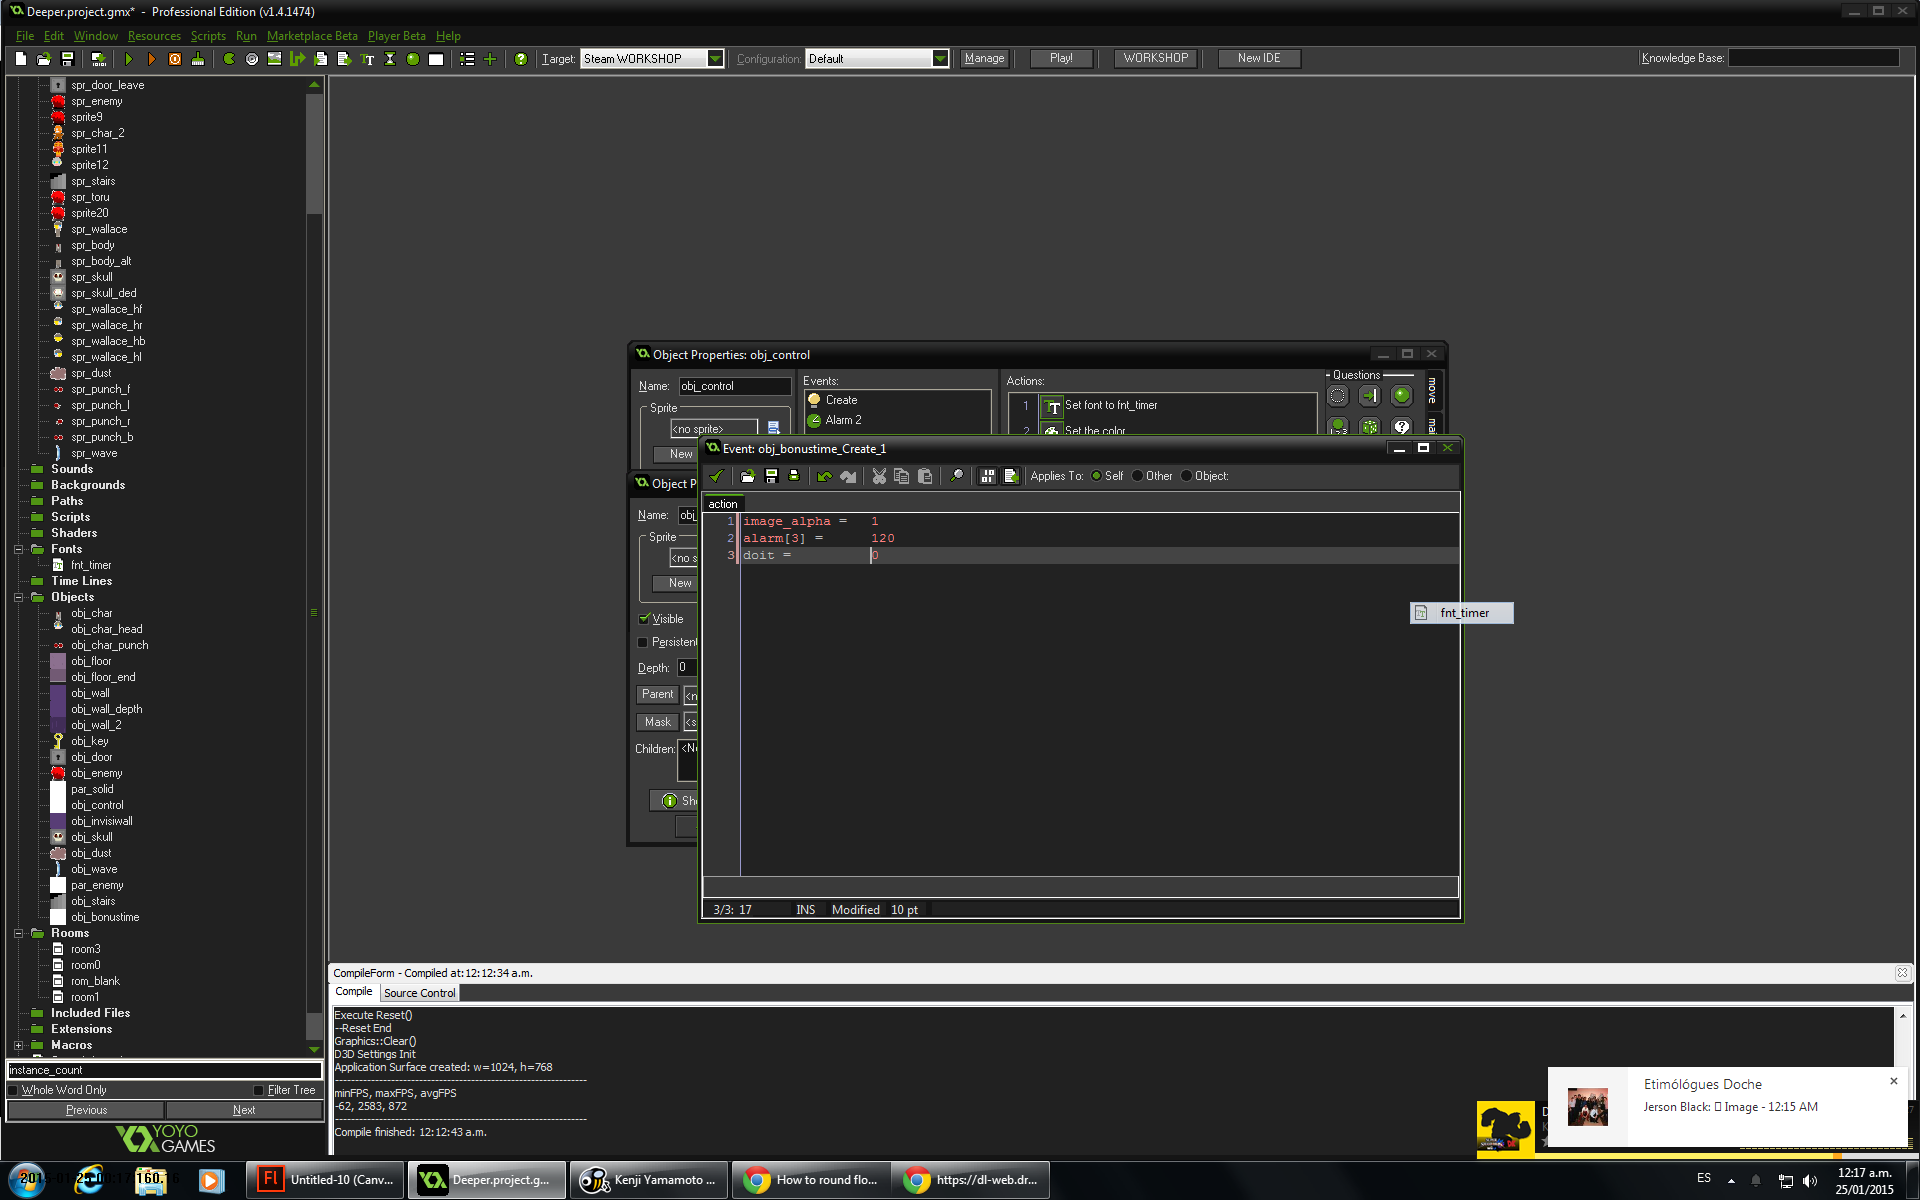 Deeper.project.gmx* - Professional Edition (v1.4.1474)
File Edit Window Resources Scripts Run Marketplace Beta Player Beta Help
Target: Steam WORKSHOP Configuration: Default Manage Play! WORKSHOP New IDE Knowledge Base:
spr_door_leave
spr_enemy
sprite9
spr_char_2
sprite11
sprite12
spr_stairs
spr_toru
sprite20
spr_wallace
spr_body
spr_body_alt
spr_skull
spr_skull_ded
spr_wallace_hf
spr_wallace_hr
spr_wallace_hb
spr_wallace_hl
spr_dust
spr_punch_f
spr_punch_l
spr_punch_r
spr_punch_b
spr_wave
Sounds
Backgrounds
Paths
Scripts
Shaders
Fonts
fnt_timer
Time Lines
Objects
obj_char
obj_char_head
obj_char_punch
obj_floor
obj_floor_end
obj_wall
obj_wall_depth
obj_wall_2
obj_key
obj_door
obj_enemy
par_solid
obj_control
obj_invisiwall
obj_skull
obj_dust
obj_wave
par_enemy
obj_stairs
obj_bonustime
Rooms
room3
room0
rom_blank
room1
Included Files
Extensions
Macros
instance_count
Whole Word Only Filter Tree
Previous Next
YOYO
GAMES
Object Properties: obj_control
Name: obj_control
Sprite
<no sprite>
New
Events:
Create
Alarm 2
Actions:
1 Set font to fnt_timer
2 Set the color
Questions
move
Object P
Name: obj_
Sprite
<no s
New
Visible
Persistent
Depth: 0
Parent <n
Mask <s
Children: <N
Sh
Event: obj_bonustime_Create_1
Applies To: Self Other Object:
action
1 image_alpha = 1
2 alarm[3] = 120
3 doit = 0
3/3: 17 INS Modified 10 pt
fnt_timer
CompileForm - Compiled at:12:12:34 a.m.
Compile Source Control
Execute Reset()
--Reset End
Graphics::Clear()
D3D Settings Init
Application Surface created: w=1024, h=768
minFPS, maxFPS, avgFPS
-62, 2583, 872
Compile finished: 12:12:43 a.m.
Etimólógues Doche
Jerson Black: Image - 12:15 AM
Untitled-10 (Canv...
Deeper.project.g...
Kenji Yamamoto ...
How to round flo...
https://dl-web.dr...
ES
12:17 a.m.
25/01/2015